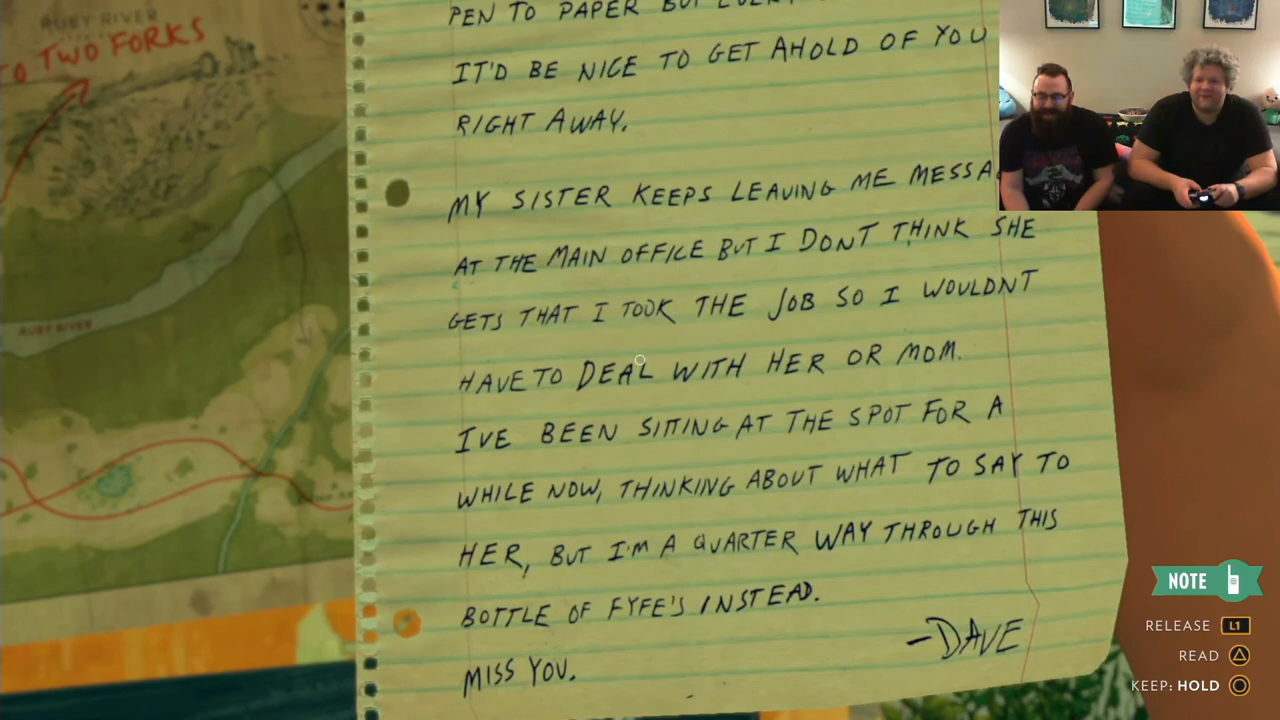 RUBY RIVER
TO TWO FORKS
RUBY RIVER
PEN TO PAPER BUT
IT'D BE NICE TO GET AHOLD OF YOU
RIGHT AWAY.
MY SISTER KEEPS LEAVING ME MESSA
AT THE MAIN OFFICE BUT I DONT THINK SHE
GETS THAT I TOOK THE JOB SO I WOULDNT
HAVE TO DEAL WITH HER OR MOM.
IVE BEEN SITTING AT THE SPOT FOR A
WHILE NOW, THINKING ABOUT WHAT TO SAY TO
HER, BUT I'M A QUARTER WAY THROUGH THIS
BOTTLE OF FYFE'S INSTEAD.
-DAVE
MISS YOU.
NOTE
RELEASE L1
READ
KEEP: HOLD